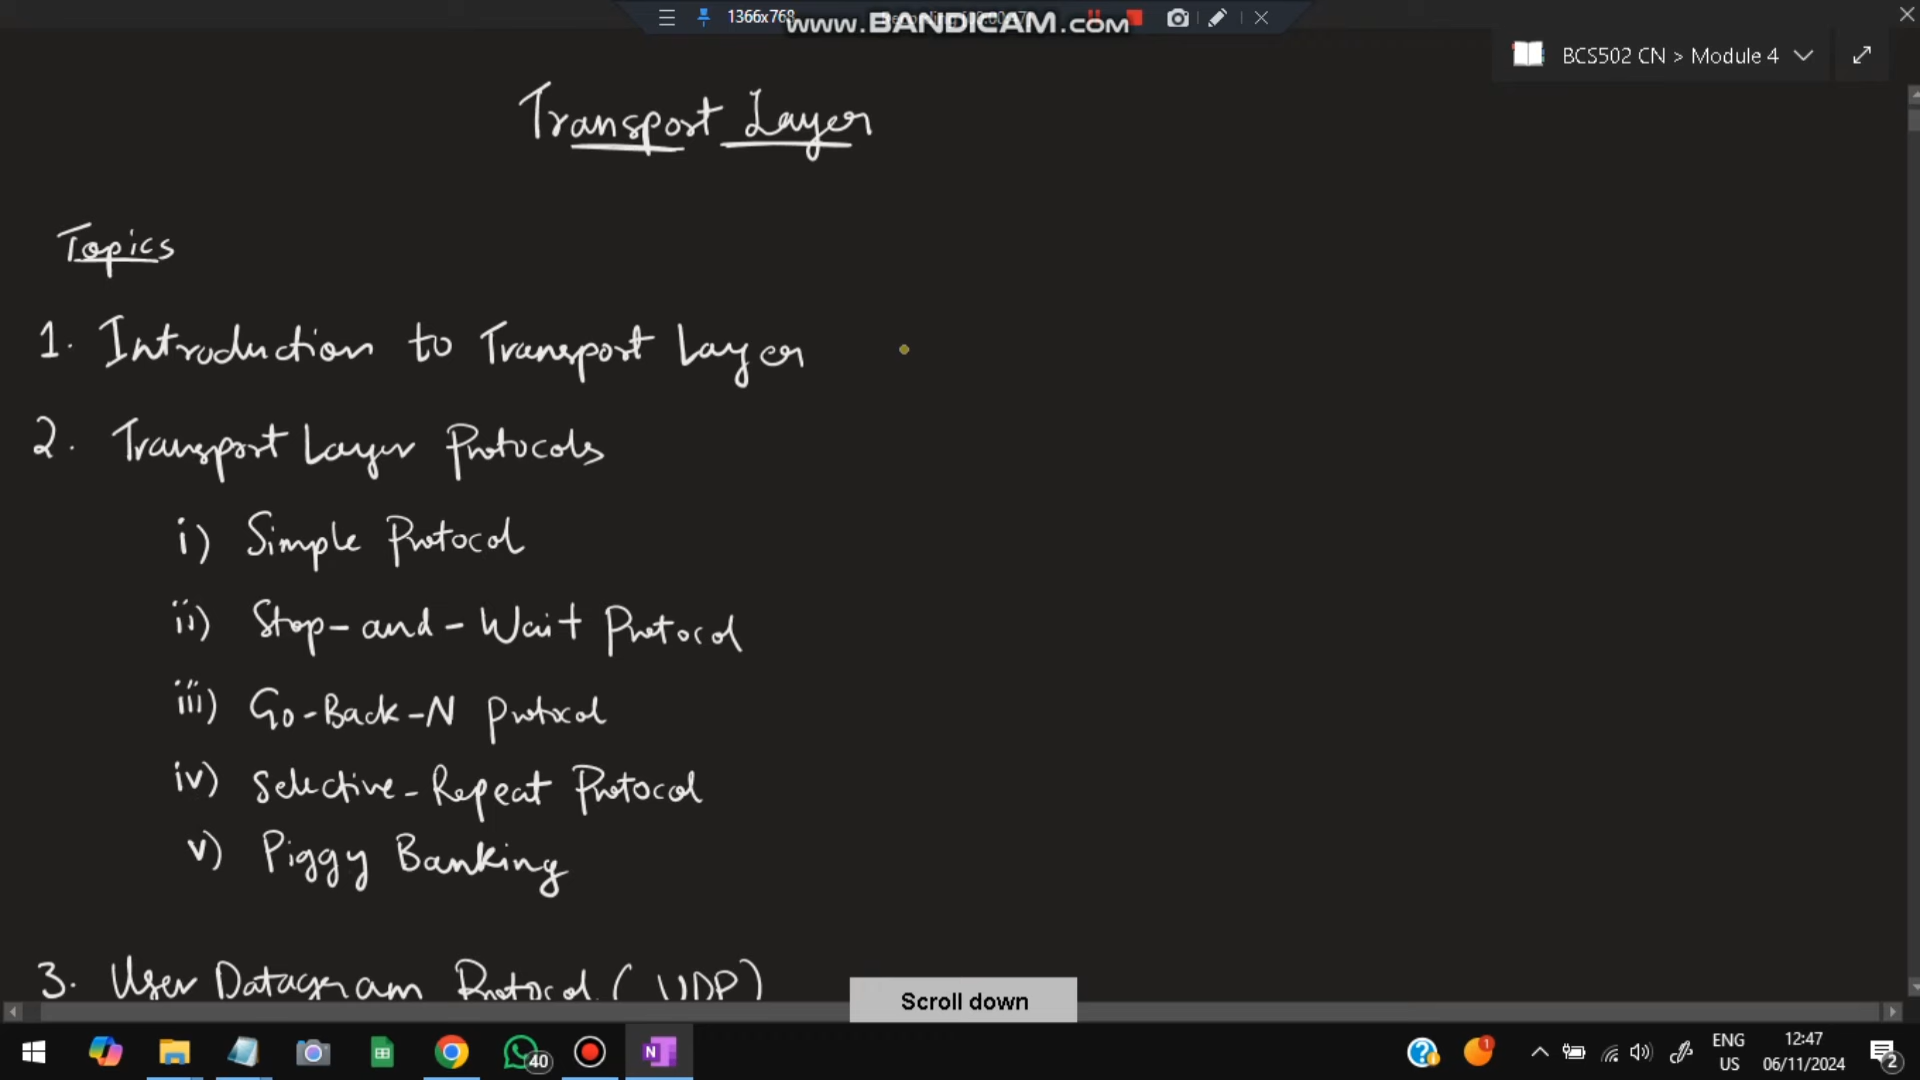 1366x768
www.BANDICAM.com
BCS502 CN > Module 4
Transport Layer
Topics
1. Introduction to Transport Layer
2. Transport Layer Protocols
i) Simple Protocol
ii) Stop-and-Wait Protocol
iii) Go-Back-N protocol
iv) Selective-Repeat Protocol
v) Piggy Banking
3. User Datagram Protocol (UDP)
Scroll down
40
N
1
ENG
US
12:47
06/11/2024
2